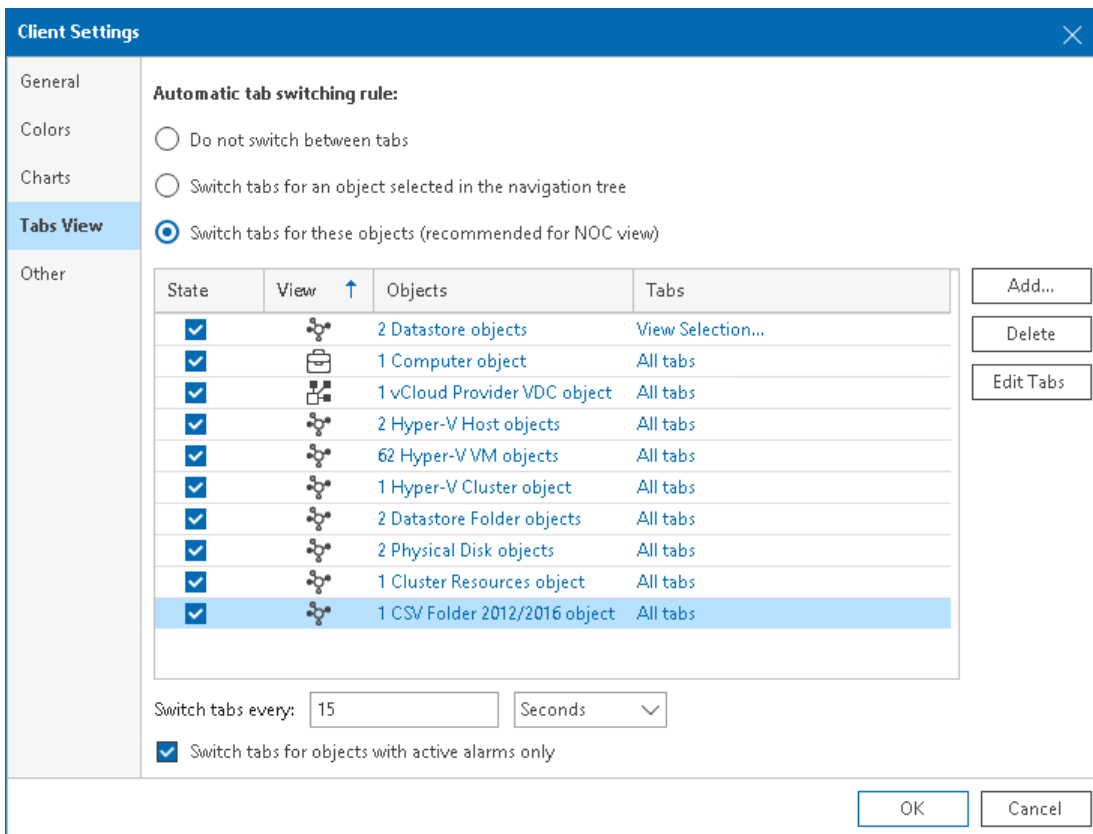 Client Settings
General
Colors
Charts
Tabs View
Other
Automatic tab switching rule:
Do not switch between tabs
Switch tabs for an object selected in the navigation tree
Switch tabs for these objects (recommended for NOC view)
State View Objects Tabs
2 Datastore objects View Selection...
1 Computer object All tabs
1 vCloud Provider VDC object All tabs
2 Hyper-V Host objects All tabs
62 Hyper-V VM objects All tabs
1 Hyper-V Cluster object All tabs
2 Datastore Folder objects All tabs
2 Physical Disk objects All tabs
1 Cluster Resources object All tabs
1 CSV Folder 2012/2016 object All tabs
Add...
Delete
Edit Tabs
Switch tabs every: 15 Seconds
Switch tabs for objects with active alarms only
OK Cancel